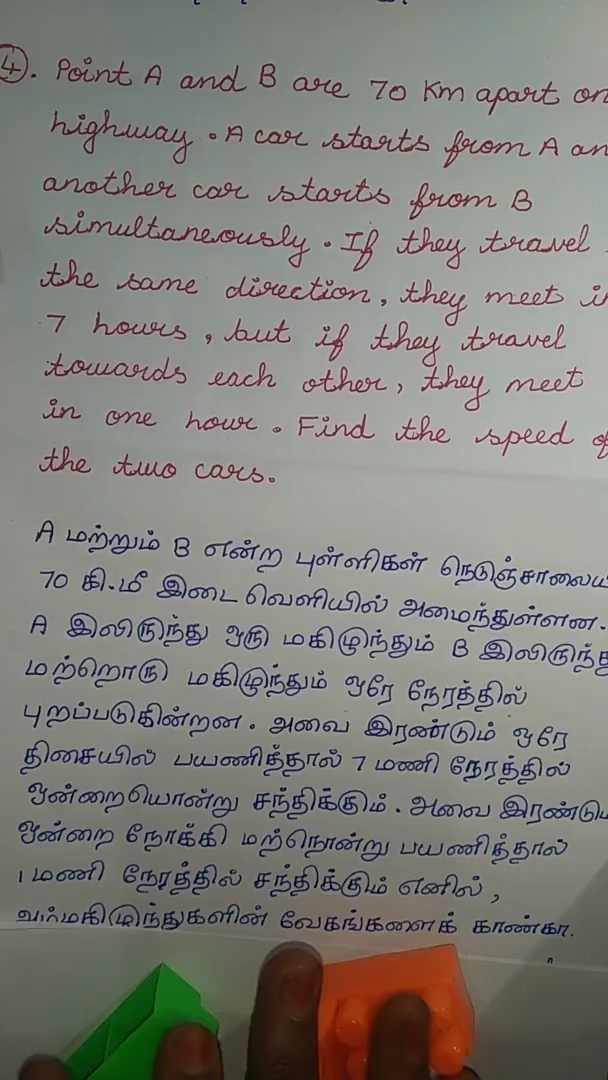 4. Point A and B are 70 km apart on
highway. A car starts from A an
another car starts from B
simultaneously. If they travel
the same direction, they meet in
7 hours, but if they travel
towards each other, they meet
in one hour. Find the speed of
the two cars.
A மற்றும் B என்ற புள்ளிகள் நெடுஞ்சாலையி
70 கி.மீ இடை வெளியில் அமைந்துள்ளன.
A இலிருந்து ஒரு மகிழுந்தும் B இலிருந்து
மற்றொரு மகிழுந்தும் ஒரே நேரத்தில்
புறப்படுகின்றன. அவை இரண்டும் ஒரே
திசையில் பயணித்தால் 7 மணி நேரத்தில்
ஒன்றையொன்று சந்திக்கும். அவை இரண்டும்
ஒன்றை நோக்கி மற்நொன்று பயணித்தால்
1 மணி நேரத்தில் சந்திக்கும் எனில்,
வேகங்களைக் காண்கா.